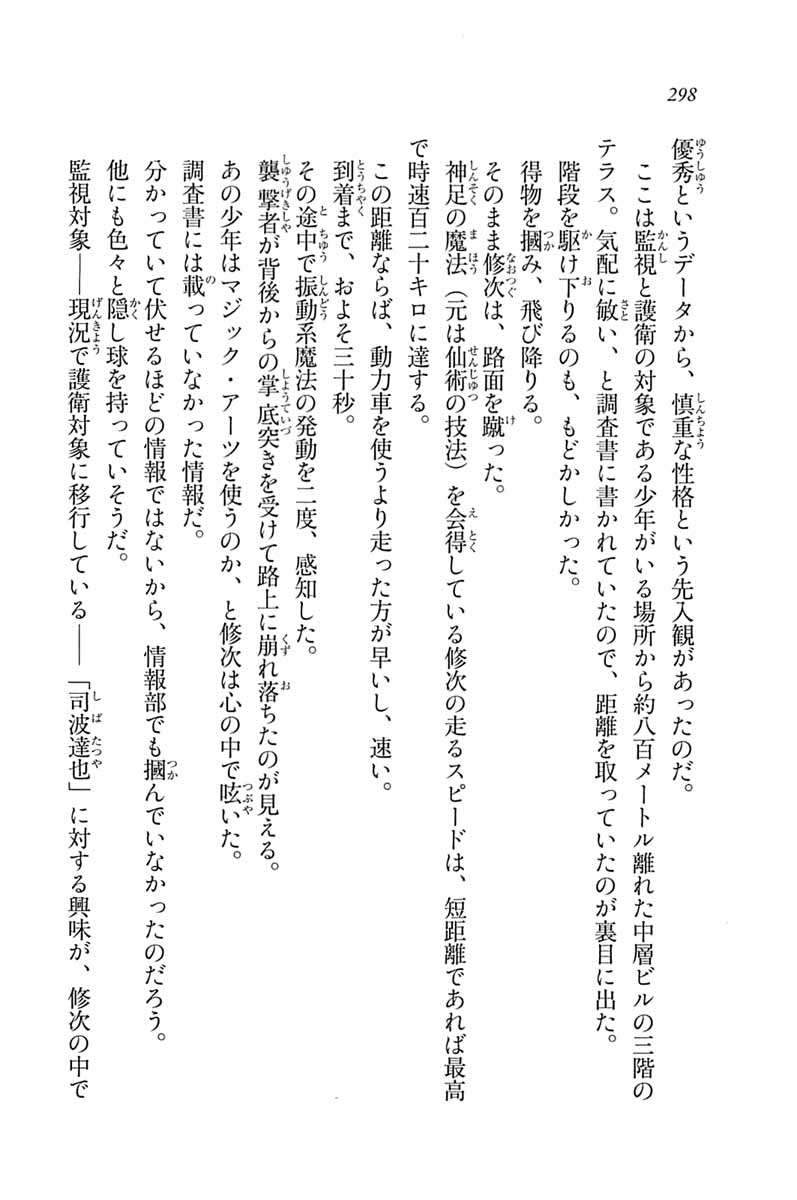 298
優秀というデータから、慎重な性格という先入観があったのだ。
ここは監視と護衛の対象である少年がいる場所から約八百メートル離れた中層ビルの三階の
テラス。気配に敏い、と調査書に書かれていたので、距離を取っていたのが裏目に出た。
階段を駆け下りるのも、もどかしかった。
得物を摑み、飛び降りる。
そのまま修次は、路面を蹴った。
神足の魔法（元は仙術の技法）を会得している修次の走るスピードは、短距離であれば最高
で時速百二十キロに達する。
この距離ならば、動力車を使うより走った方が早いし、速い。
到着まで、およそ三十秒。
その途中で振動系魔法の発動を二度、感知した。
襲撃者が背後からの掌底突きを受けて路上に崩れ落ちたのが見える。
あの少年はマジック・アーツを使うのか、と修次は心の中で呟いた。
調査書には載っていなかった情報だ。
分かっていて伏せるほどの情報ではないから、情報部でも摑んでいなかったのだろう。
他にも色々と隠し球を持っていそうだ。
監視対象――現況で護衛対象に移行している――「司波達也」に対する興味が、修次の中で